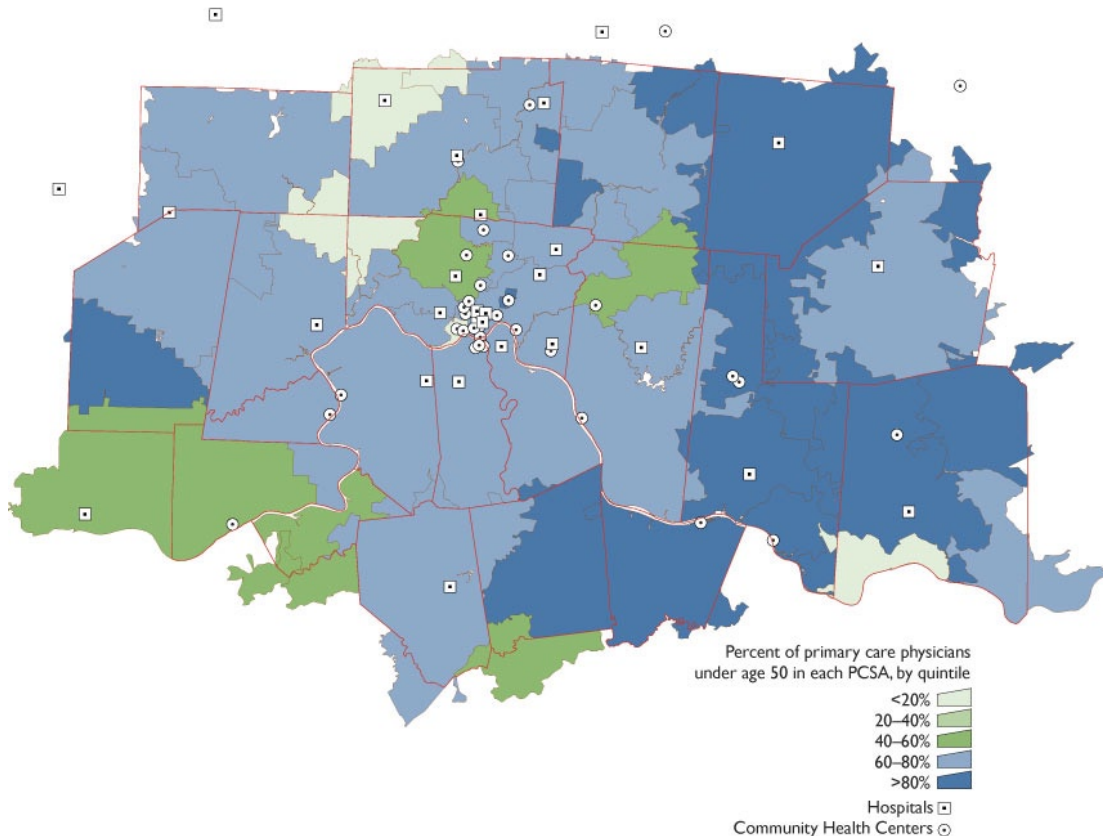 Percent of primary care physicians
under age 50 in each PCSA, by quintile
<20%
20–40%
40–60%
60–80%
>80%
Hospitals
Community Health Centers